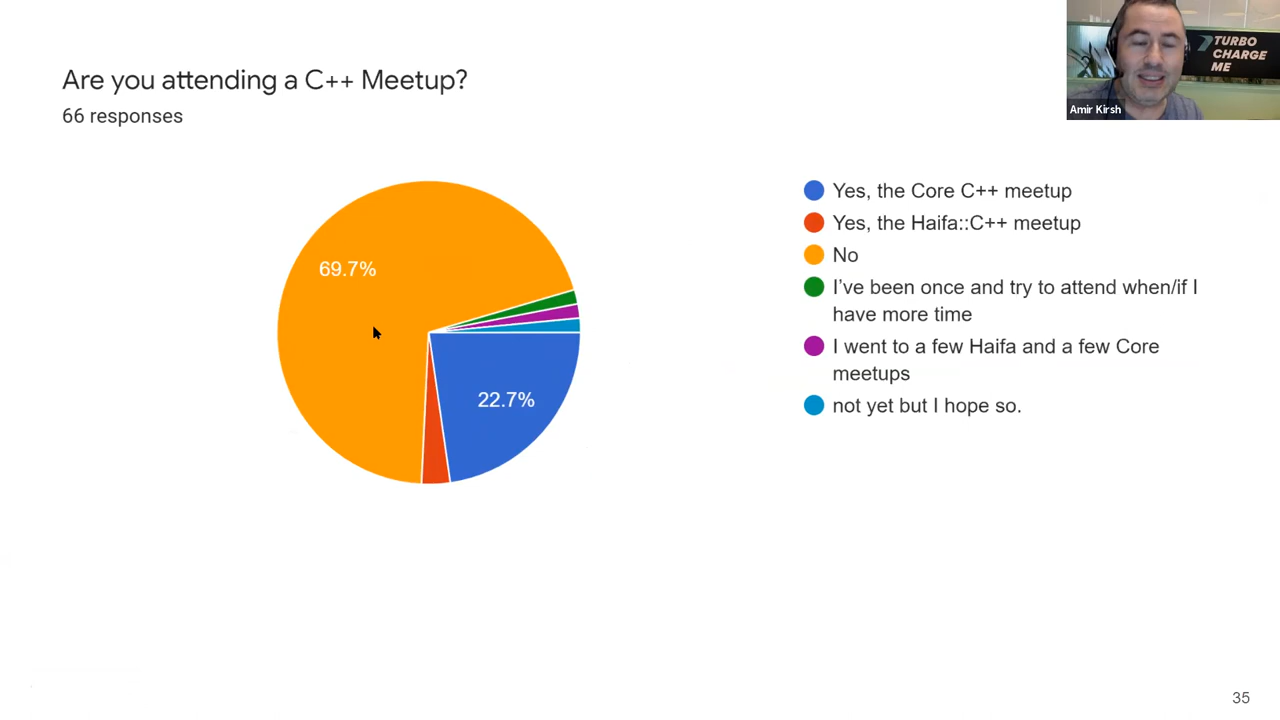 Are you attending a C++ Meetup?
66 responses
TURBO
CHARGE
ME
Amir Kirsh
69.7%
22.7%
Yes, the Core C++ meetup
Yes, the Haifa::C++ meetup
No
I've been once and try to attend when/if I
have more time
I went to a few Haifa and a few Core
meetups
not yet but I hope so.
35